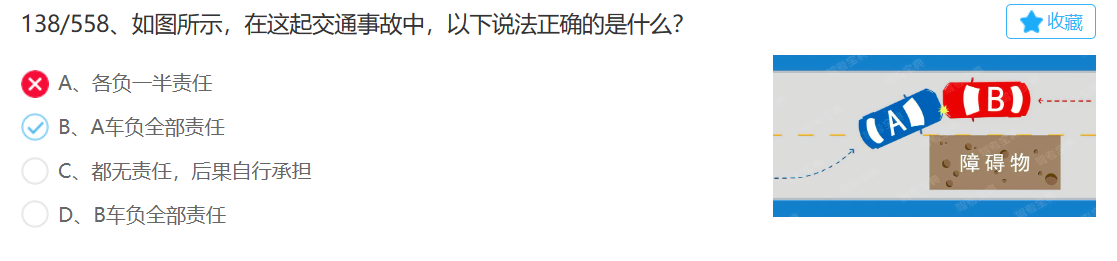 138/558、如图所示，在这起交通事故中，以下说法正确的是什么?
收藏
A、各负一半责任
B、A车负全部责任
C、都无责任，后果自行承担
D、B车负全部责任
A
B
障碍物